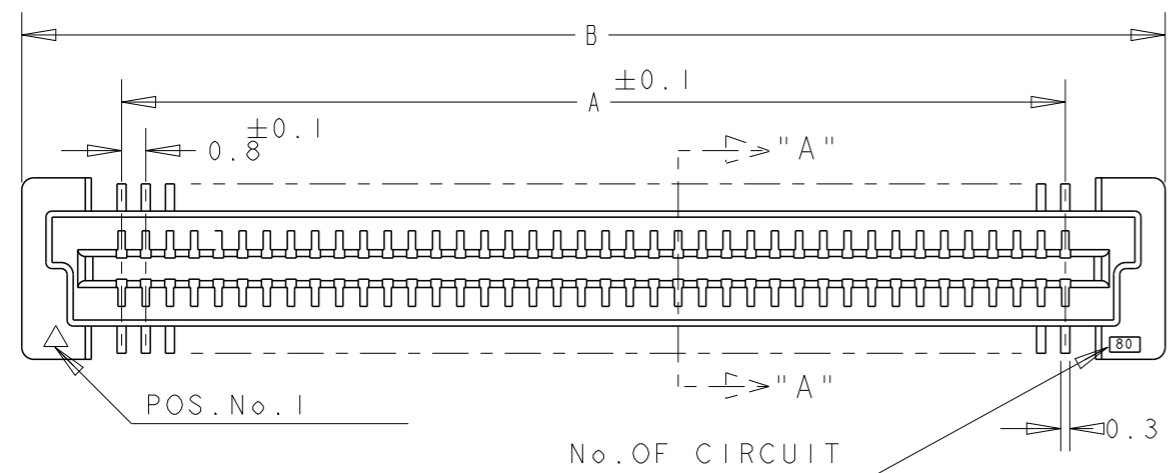 B
±0.1
A
±0.1
0.8
"A"
80
"A"
POS.No.1
0.3
No.OF CIRCUIT